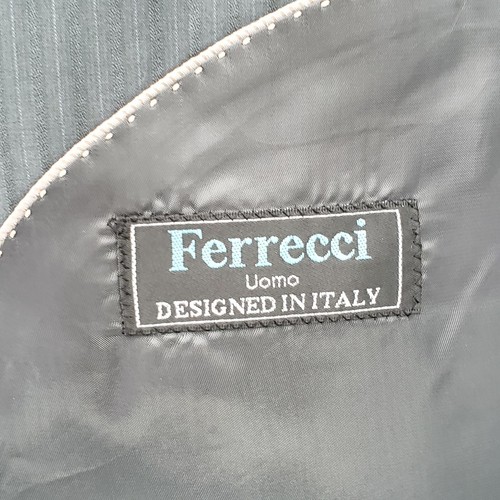 Ferrecci
Uomo
DESIGNED IN ITALY